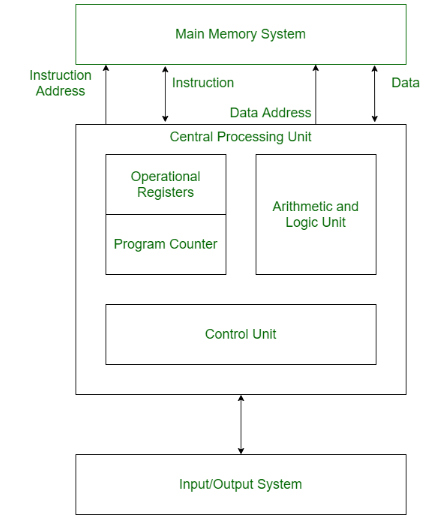 Main Memory System
Instruction
Address
Instruction
Data Address
Data
Central Processing Unit
Operational
Registers
Program Counter
Arithmetic and
Logic Unit
Control Unit
Input/Output System